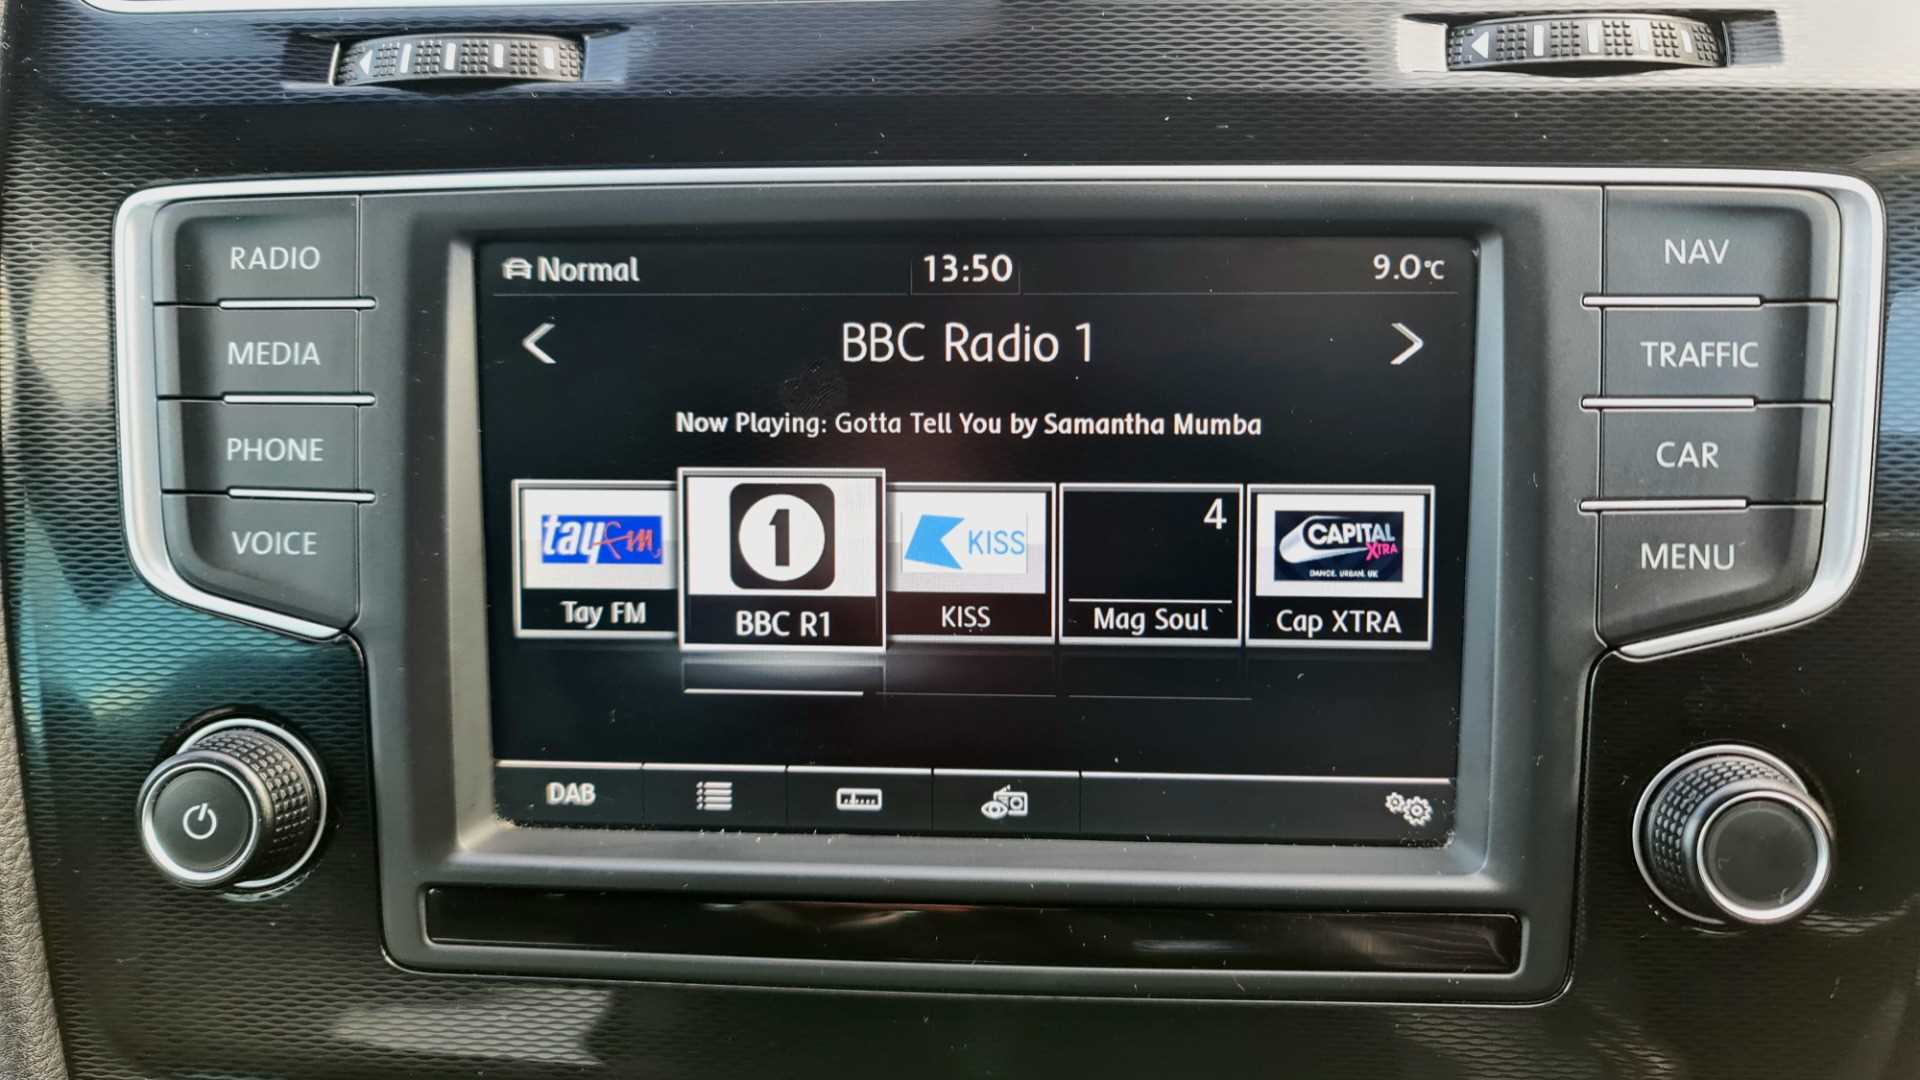 RADIO
MEDIA
PHONE
VOICE
Normal
13:50
9.0°C
BBC Radio 1
Now Playing: Gotta Tell You by Samantha Mumba
tayfm
Tay FM
1
BBC R1
KISS
KISS
4
Mag Soul
CAPITAL
XTRA
DANCE. URBAN. UK
Cap XTRA
DAB
NAV
TRAFFIC
CAR
MENU